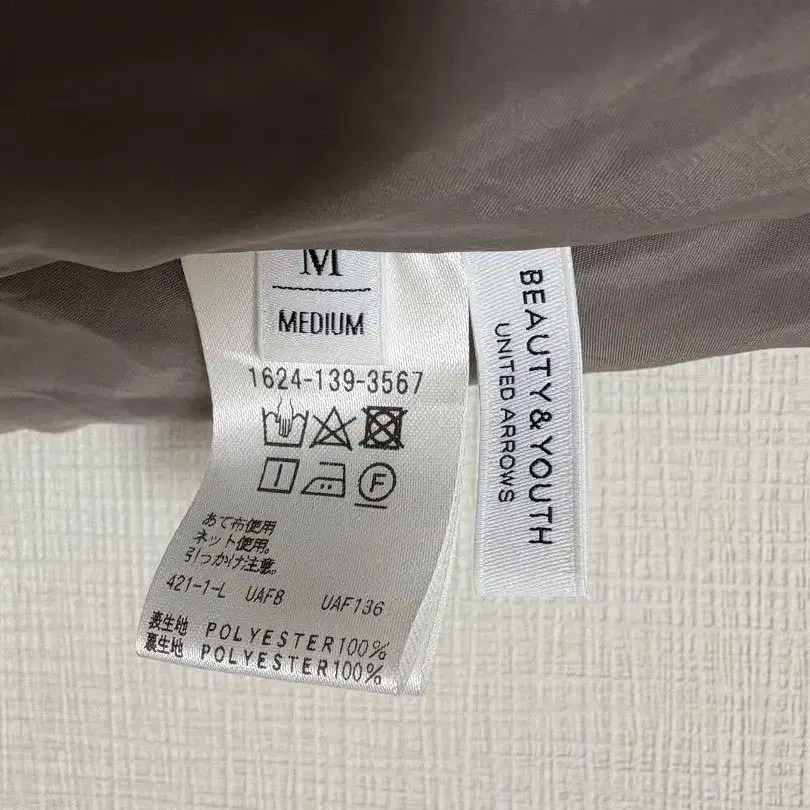 M
MEDIUM
1624-139-3567
F
あて布使用
ネット使用。
引っかけ注意。
421-1-L UAF8 UAF136
表生地 POLYESTER100%
裏生地 POLYESTER100%
BEAUTY&YOUTH
UNITED ARROWS